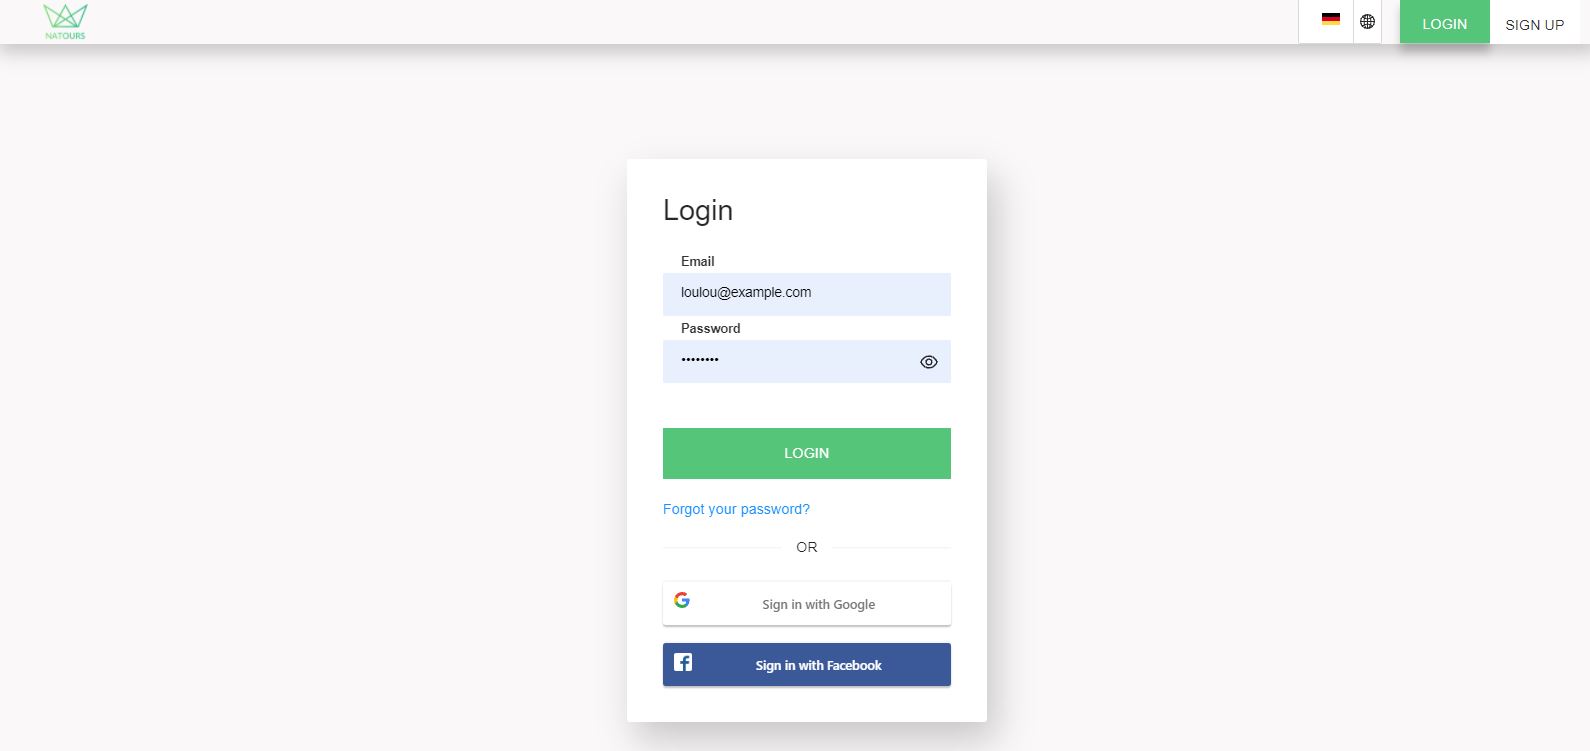 NATOURS
LOGIN
SIGN UP
Login
Email
loulou@example.com
Password
••••••••
LOGIN
Forgot your password?
OR
Sign in with Google
Sign in with Facebook